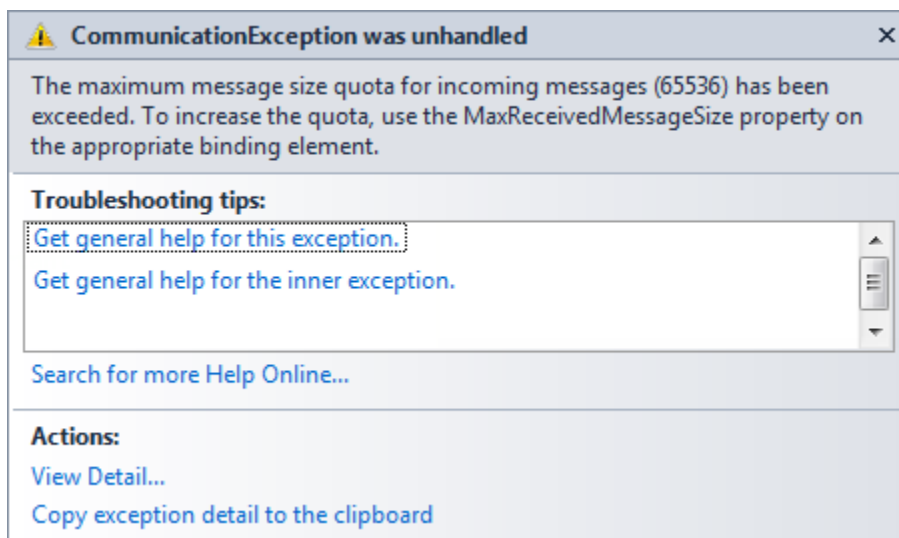 CommunicationException was unhandled
The maximum message size quota for incoming messages (65536) has been
exceeded. To increase the quota, use the MaxReceivedMessageSize property on
the appropriate binding element.
Troubleshooting tips:
Get general help for this exception.
Get general help for the inner exception.
Search for more Help Online...
Actions:
View Detail...
Copy exception detail to the clipboard